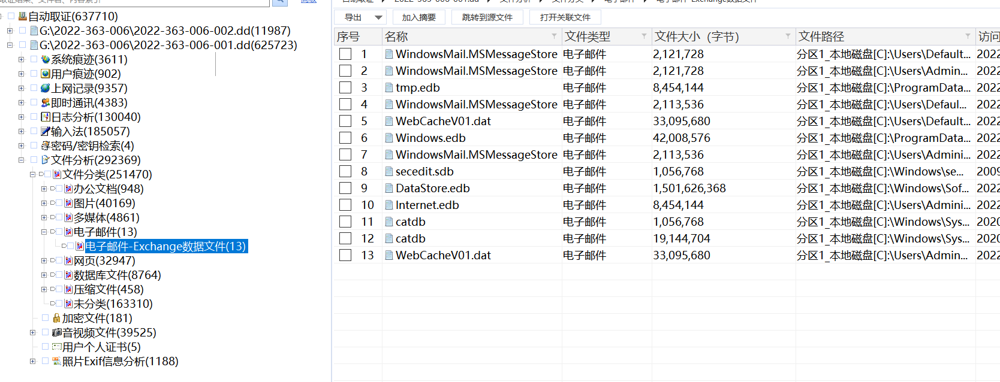 自动取证(637710)
G:\2022-363-006\2022-363-006-002.dd(11987)
G:\2022-363-006\2022-363-006-001.dd(625723)
系统痕迹(3611)
用户痕迹(902)
上网记录(9357)
即时通讯(4383)
日志分析(130040)
输入法(185057)
密码/密钥检索(4)
文件分析(292369)
文件分类(251470)
办公文档(948)
图片(40169)
多媒体(4861)
电子邮件(13)
电子邮件-Exchange数据文件(13)
网页(32947)
数据库文件(8764)
压缩文件(458)
未分类(163310)
加密文件(181)
音视频文件(39525)
用户个人证书(5)
照片Exif信息分析(1188)
导出 加入摘要 跳转到源文件 打开关联文件
序号 名称 文件类型 文件大小（字节） 文件路径 访问
1 WindowsMail.MSMessageStore 电子邮件 2,121,728 分区1_本地磁盘[C]:\Users\Default... 2022
2 WindowsMail.MSMessageStore 电子邮件 2,121,728 分区1_本地磁盘[C]:\Users\Admin... 2022
3 tmp.edb 电子邮件 8,454,144 分区1_本地磁盘[C]:\ProgramData... 2022
4 WindowsMail.MSMessageStore 电子邮件 2,113,536 分区1_本地磁盘[C]:\Users\Defaul... 2022
5 WebCacheV01.dat 电子邮件 33,095,680 分区1_本地磁盘[C]:\Users\Default... 2022
6 Windows.edb 电子邮件 42,008,576 分区1_本地磁盘[C]:\ProgramData... 2022
7 WindowsMail.MSMessageStore 电子邮件 2,113,536 分区1_本地磁盘[C]:\Users\Admini... 2022
8 secedit.sdb 电子邮件 1,056,768 分区1_本地磁盘[C]:\Windows\se... 2009
9 DataStore.edb 电子邮件 1,501,626,368 分区1_本地磁盘[C]:\Windows\Sof... 2022
10 Internet.edb 电子邮件 8,454,144 分区1_本地磁盘[C]:\Users\Admini... 2022
11 catdb 电子邮件 1,056,768 分区1_本地磁盘[C]:\Windows\Sys... 2020
12 catdb 电子邮件 19,144,704 分区1_本地磁盘[C]:\Windows\Sys... 2020
13 WebCacheV01.dat 电子邮件 33,095,680 分区1_本地磁盘[C]:\Users\Admin... 2022